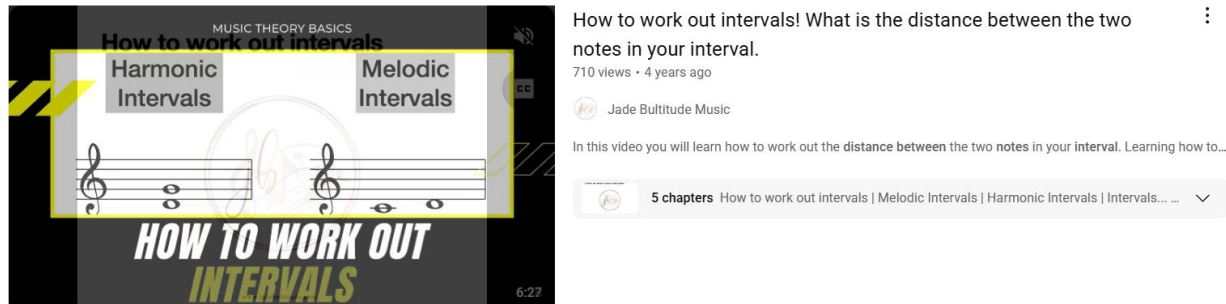 MUSIC THEORY BASICS
How to work out intervals
Harmonic
Intervals
Melodic
Intervals
CC
HOW TO WORK OUT
INTERVALS
6:27
How to work out intervals! What is the distance between the two
notes in your interval.
710 views • 4 years ago
Jade Bultitude Music
In this video you will learn how to work out the distance between the two notes in your interval. Learning how to...
5 chapters How to work out intervals | Melodic Intervals | Harmonic Intervals | Intervals... ...